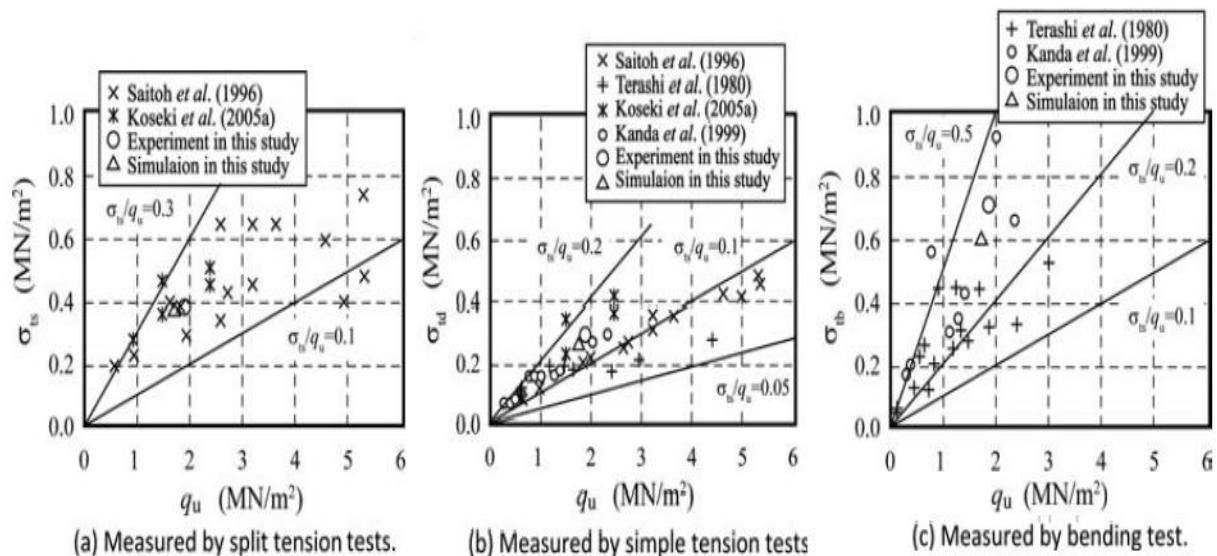 × Saitoh et al. (1996)
ж Koseki et al. (2005a)
○ Experiment in this study
△ Simulaion in this study
σts (MN/m²)
1.0
0.8
0.6
0.4
0.2
0.0
σts/qu=0.3
σts/qu=0.1
0 1 2 3 4 5 6
qu (MN/m²)
(a) Measured by split tension tests.
× Saitoh et al. (1996)
+ Terashi et al. (1980)
ж Koseki et al. (2005a)
○ Kanda et al. (1999)
○ Experiment in this study
△ Simulaion in this study
σtd (MN/m²)
1.0
0.8
0.6
0.4
0.2
0.0
σts/qu=0.2
σts/qu=0.1
σts/qu=0.05
0 1 2 3 4 5 6
qu (MN/m²)
(b) Measured by simple tension tests
+ Terashi et al. (1980)
○ Kanda et al. (1999)
○ Experiment in this study
△ Simulaion in this study
σtb (MN/m²)
1.0
0.8
0.6
0.4
0.2
0.0
σts/qu=0.5
σts/qu=0.2
σts/qu=0.1
0 1 2 3 4 5 6
qu (MN/m²)
(c) Measured by bending test.